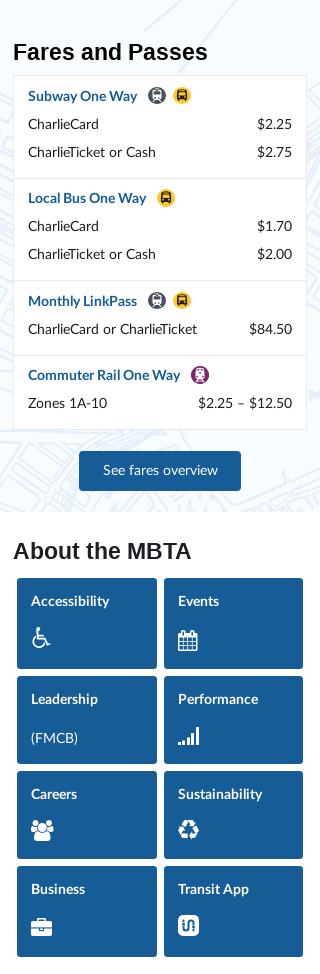 Fares and Passes
Subway One Way
CharlieCard $2.25
CharlieTicket or Cash $2.75
Local Bus One Way
CharlieCard $1.70
CharlieTicket or Cash $2.00
Monthly LinkPass
CharlieCard or CharlieTicket $84.50
Commuter Rail One Way
Zones 1A-10 $2.25 – $12.50
See fares overview
About the MBTA
Accessibility
Events
Leadership
(FMCB)
Performance
Careers
Sustainability
Business
Transit App